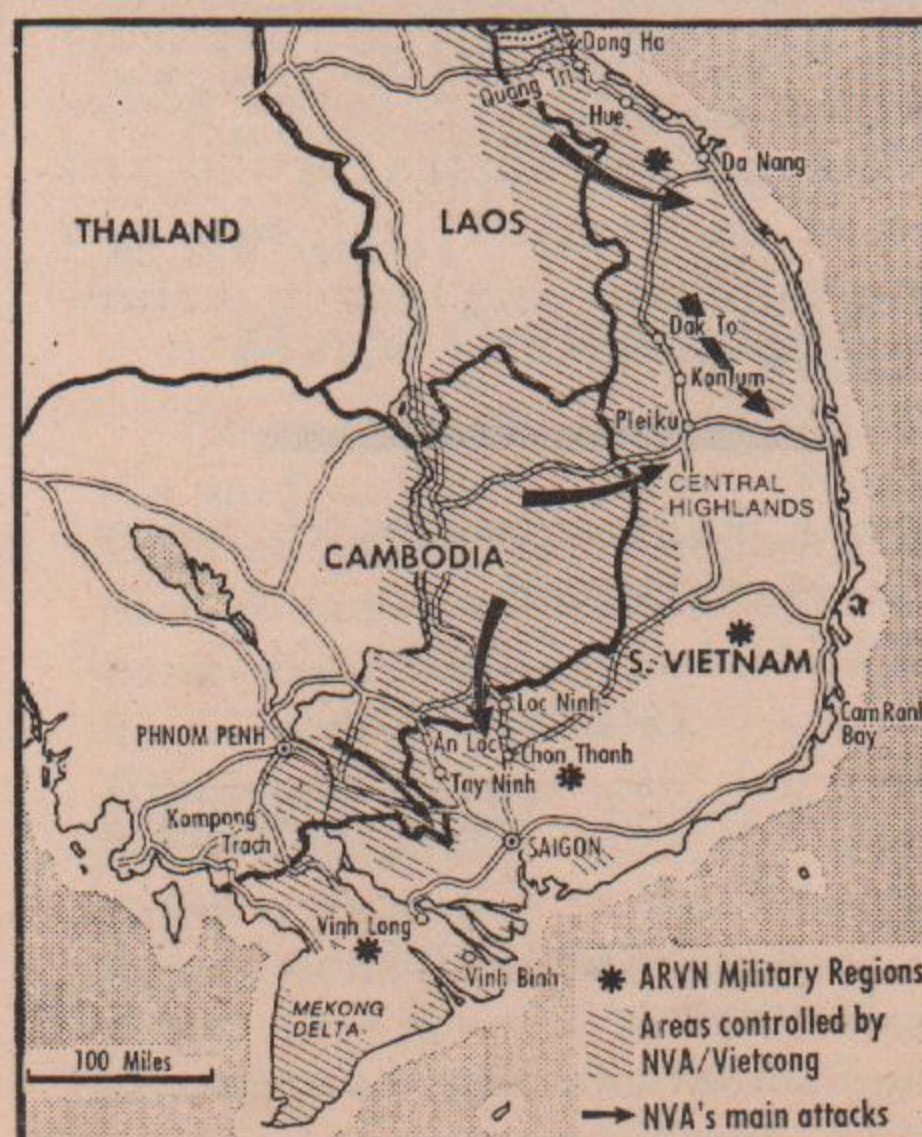 Dong Ha
Quang Tri
Hue
Da Nang
THAILAND
LAOS
Dak To
Kontum
Pleiku
CENTRAL
HIGHLANDS
CAMBODIA
S. VIETNAM
Loc Ninh
Cam Ranh
Bay
PHNOM PENH
An Loc
Chon Thanh
Tay Ninh
Kompong
Trach
SAIGON
Vinh Long
Vinh Binh
MEKONG
DELTA
100 Miles
ARVN Military Regions
Areas controlled by
NVA/Vietcong
NVA's main attacks